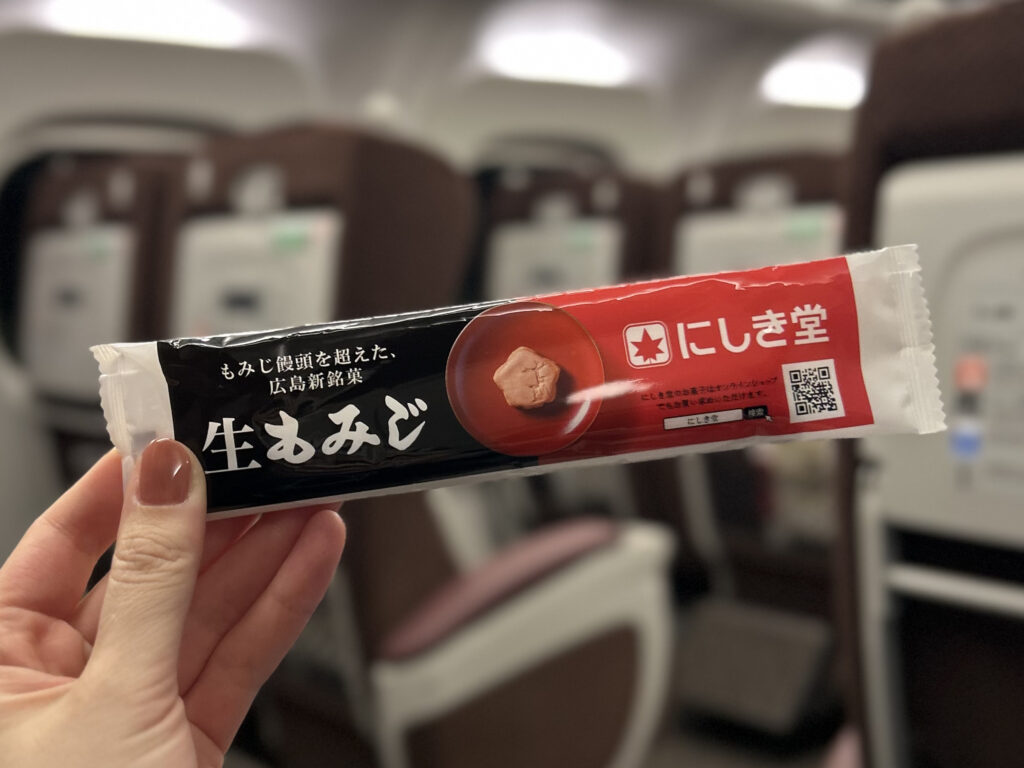 もみじ饅頭を超えた、
広島新銘菓
生もみじ
にしき堂
にしき堂のお菓子はオンラインショップ
でもお買い求めいただけます。
にしき堂 検索